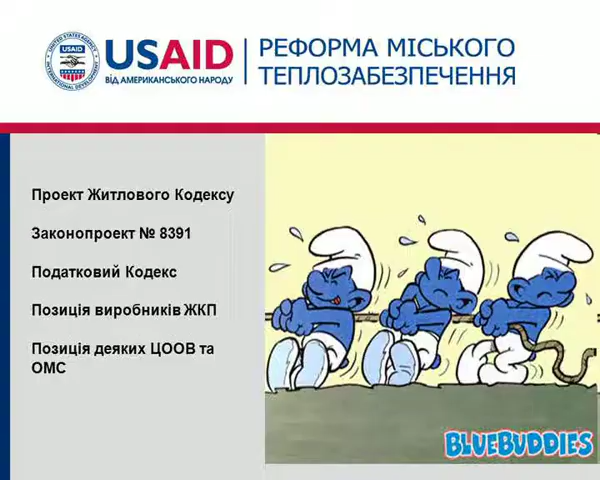 USAID
ВІД АМЕРИКАНСЬКОГО НАРОДУ
РЕФОРМА МІСЬКОГО
ТЕПЛОЗАБЕЗПЕЧЕННЯ
Проект Житлового Кодексу
Законопроект № 8391
Податковий Кодекс
Позиція виробників ЖКП
Позиція деяких ЦООВ та
ОМС
BLUEBUDDIES